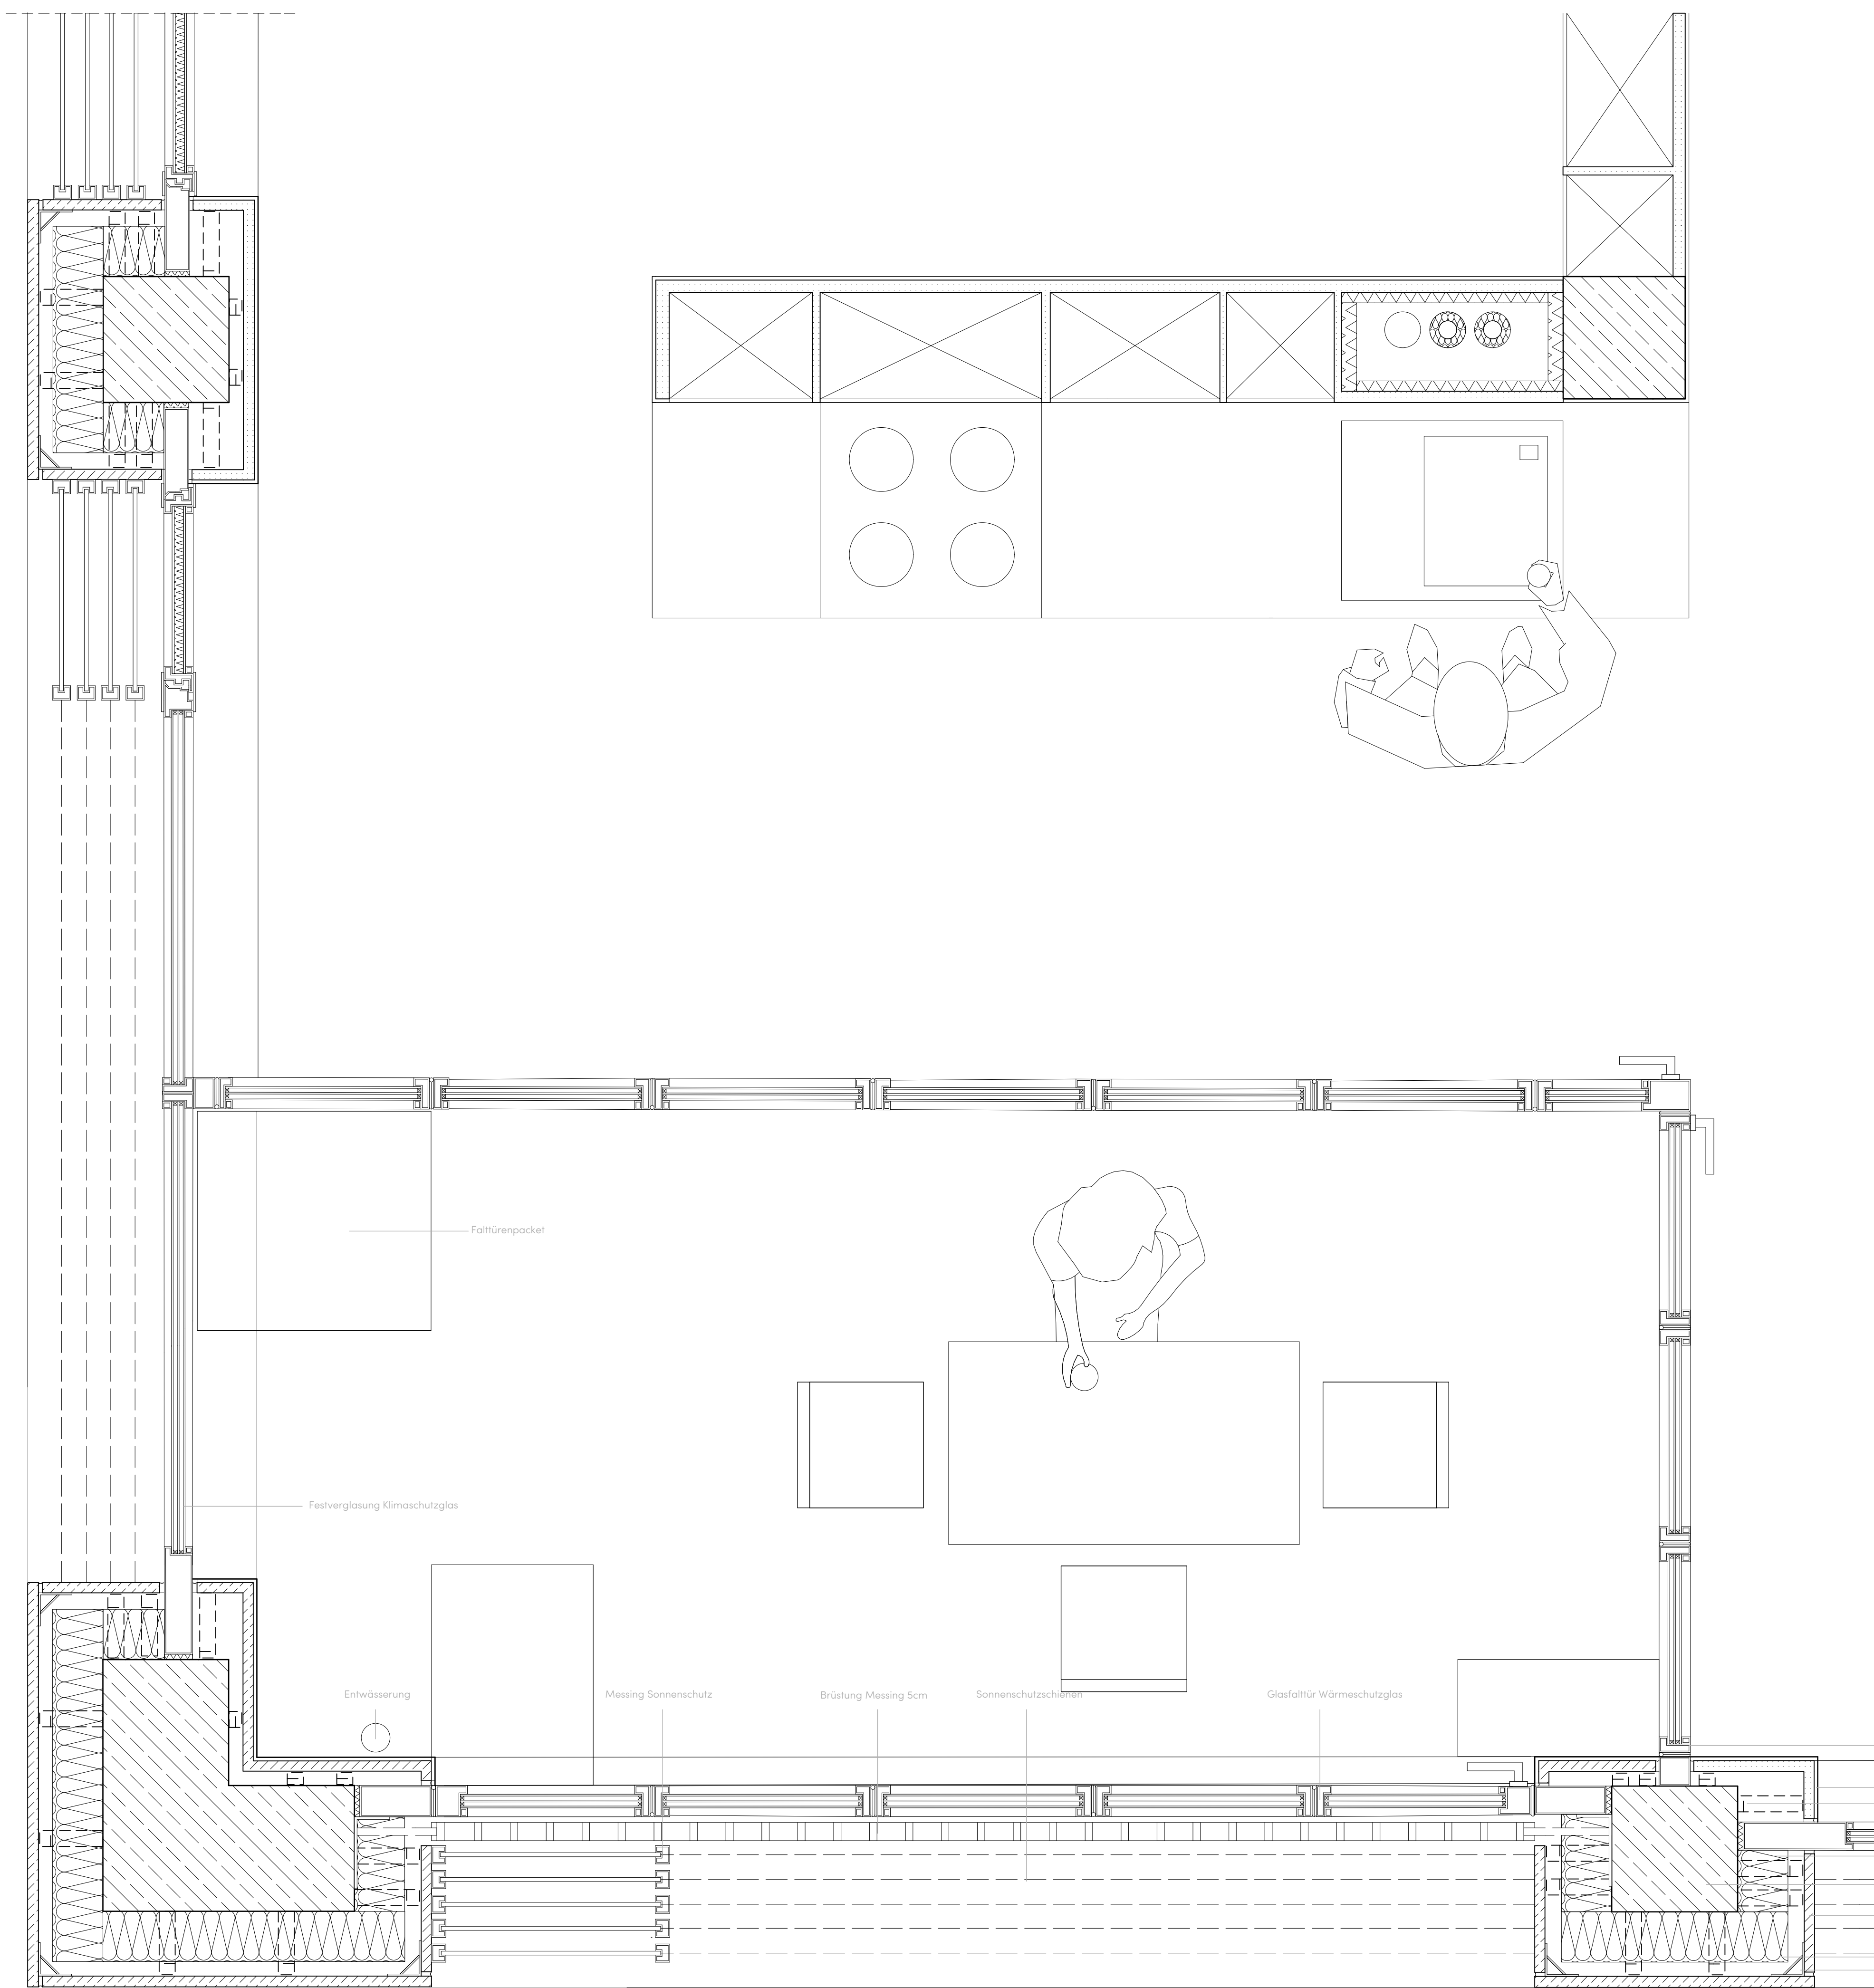 Falttürenpacket
Festverglasung Klimaschutzglas
Entwässerung
Messing Sonnenschutz
Brüstung Messing 5cm
Sonnenschutzschienen
Glasfalttür Wärmeschutzglas